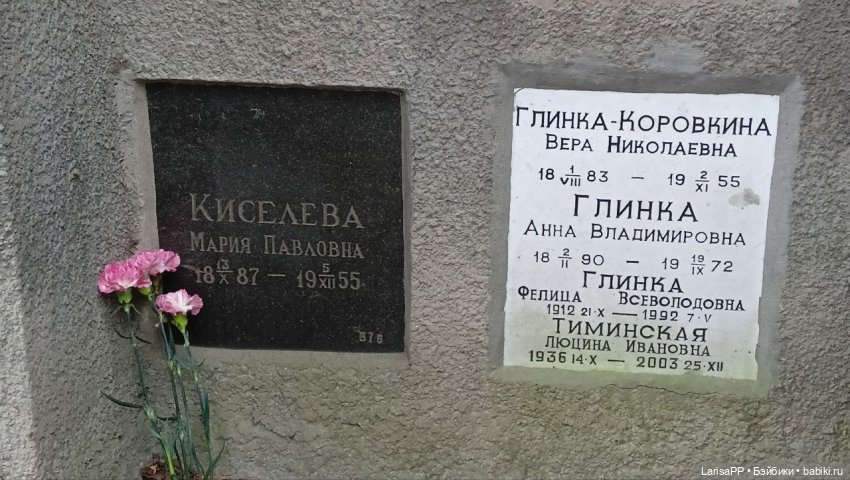 КИСЕЛЕВА
МАРИЯ ПАВЛОВНА
18 13/X 87 — 19 5/XII 55
676
ГЛИНКА-КОРОВКИНА
ВЕРА НИКОЛАЕВНА
18 1/VIII 83 — 19 2/XI 55
ГЛИНКА
АННА ВЛАДИМИРОВНА
18 2/II 90 — 19 19/IX 72
ГЛИНКА
ФЕЛИЦА ВСЕВОЛОДОВНА
1912 21·X — 1992 7·V
ТИМИНСКАЯ
ЛЮЦИНА ИВАНОВНА
1936 14·X — 2003 25·XII
LarisaPP • Бэйбики • babiki.ru